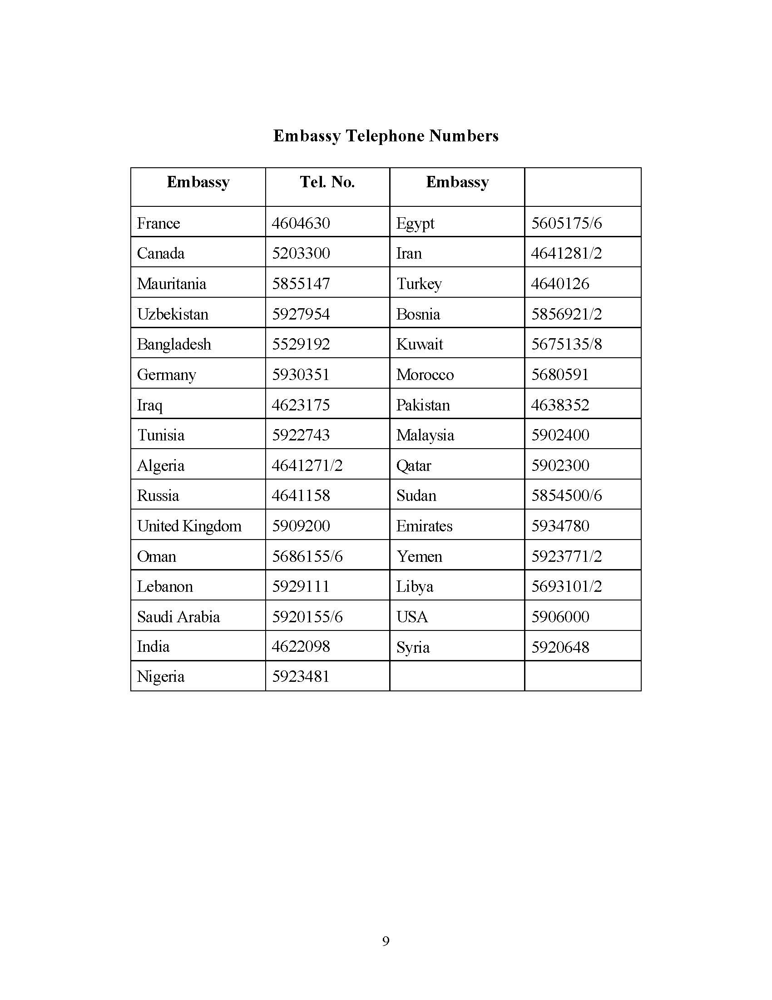 Embassy Telephone Numbers
Embassy Tel. No. Embassy
France 4604630 Egypt 5605175/6
Canada 5203300 Iran 4641281/2
Mauritania 5855147 Turkey 4640126
Uzbekistan 5927954 Bosnia 5856921/2
Bangladesh 5529192 Kuwait 5675135/8
Germany 5930351 Morocco 5680591
Iraq 4623175 Pakistan 4638352
Tunisia 5922743 Malaysia 5902400
Algeria 4641271/2 Qatar 5902300
Russia 4641158 Sudan 5854500/6
United Kingdom 5909200 Emirates 5934780
Oman 5686155/6 Yemen 5923771/2
Lebanon 5929111 Libya 5693101/2
Saudi Arabia 5920155/6 USA 5906000
India 4622098 Syria 5920648
Nigeria 5923481
9